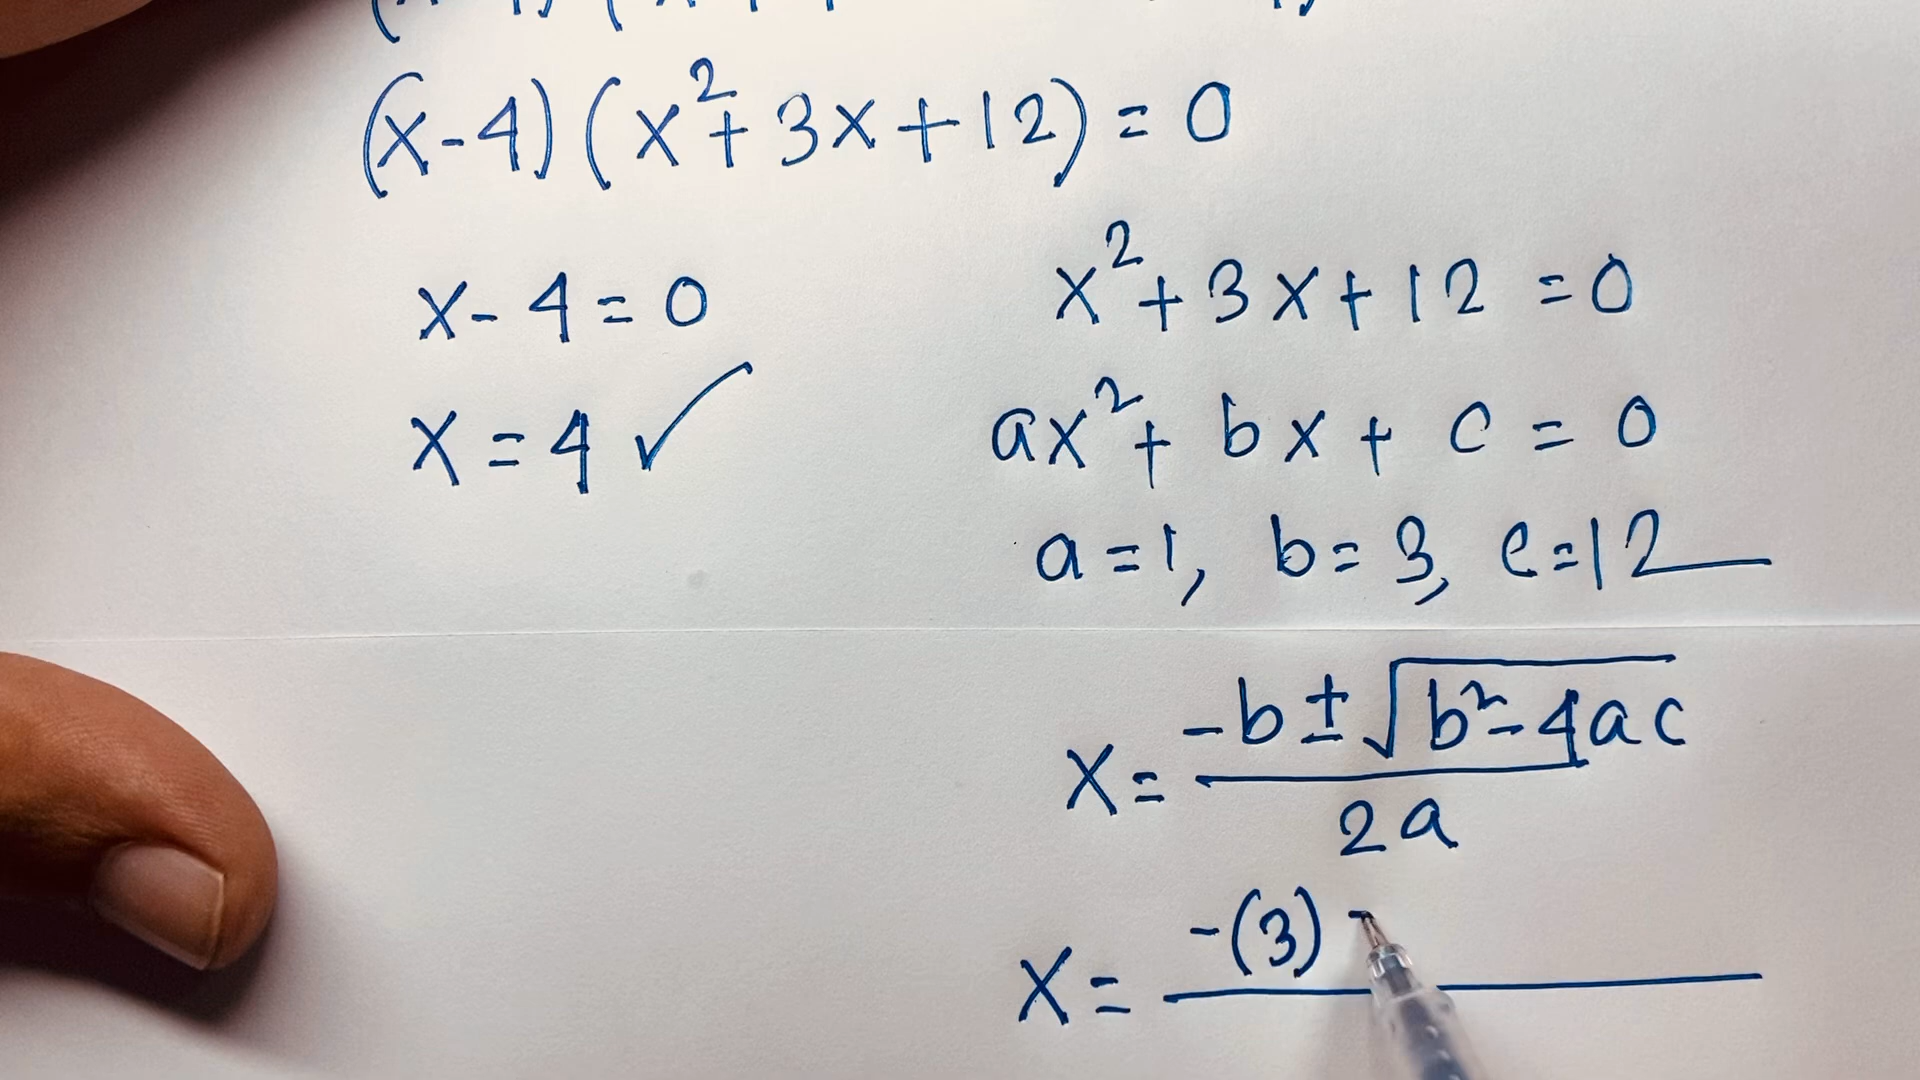 (x-4)(x²+3x+12)=0
x-4=0
x=4✓
x²+3x+12=0
ax²+bx+c=0
a=1, b=3, c=12
x=(-b±√(b²-4ac))/(2a)
x=-(3)